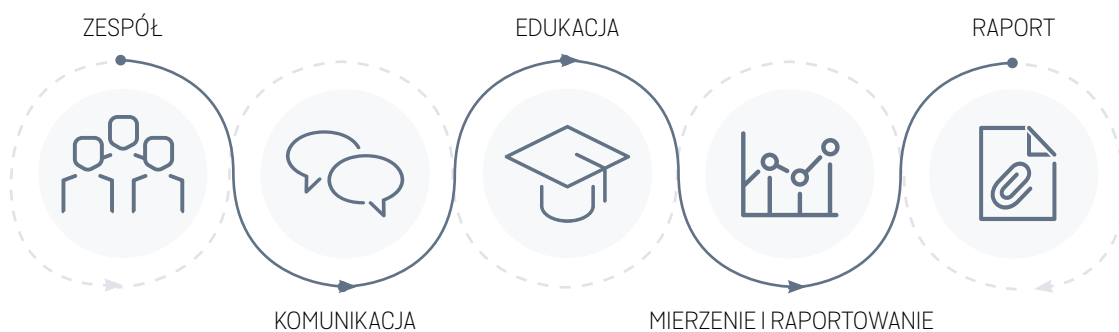 ZESPÓŁ
KOMUNIKACJA
EDUKACJA
MIERZENIE I RAPORTOWANIE
RAPORT